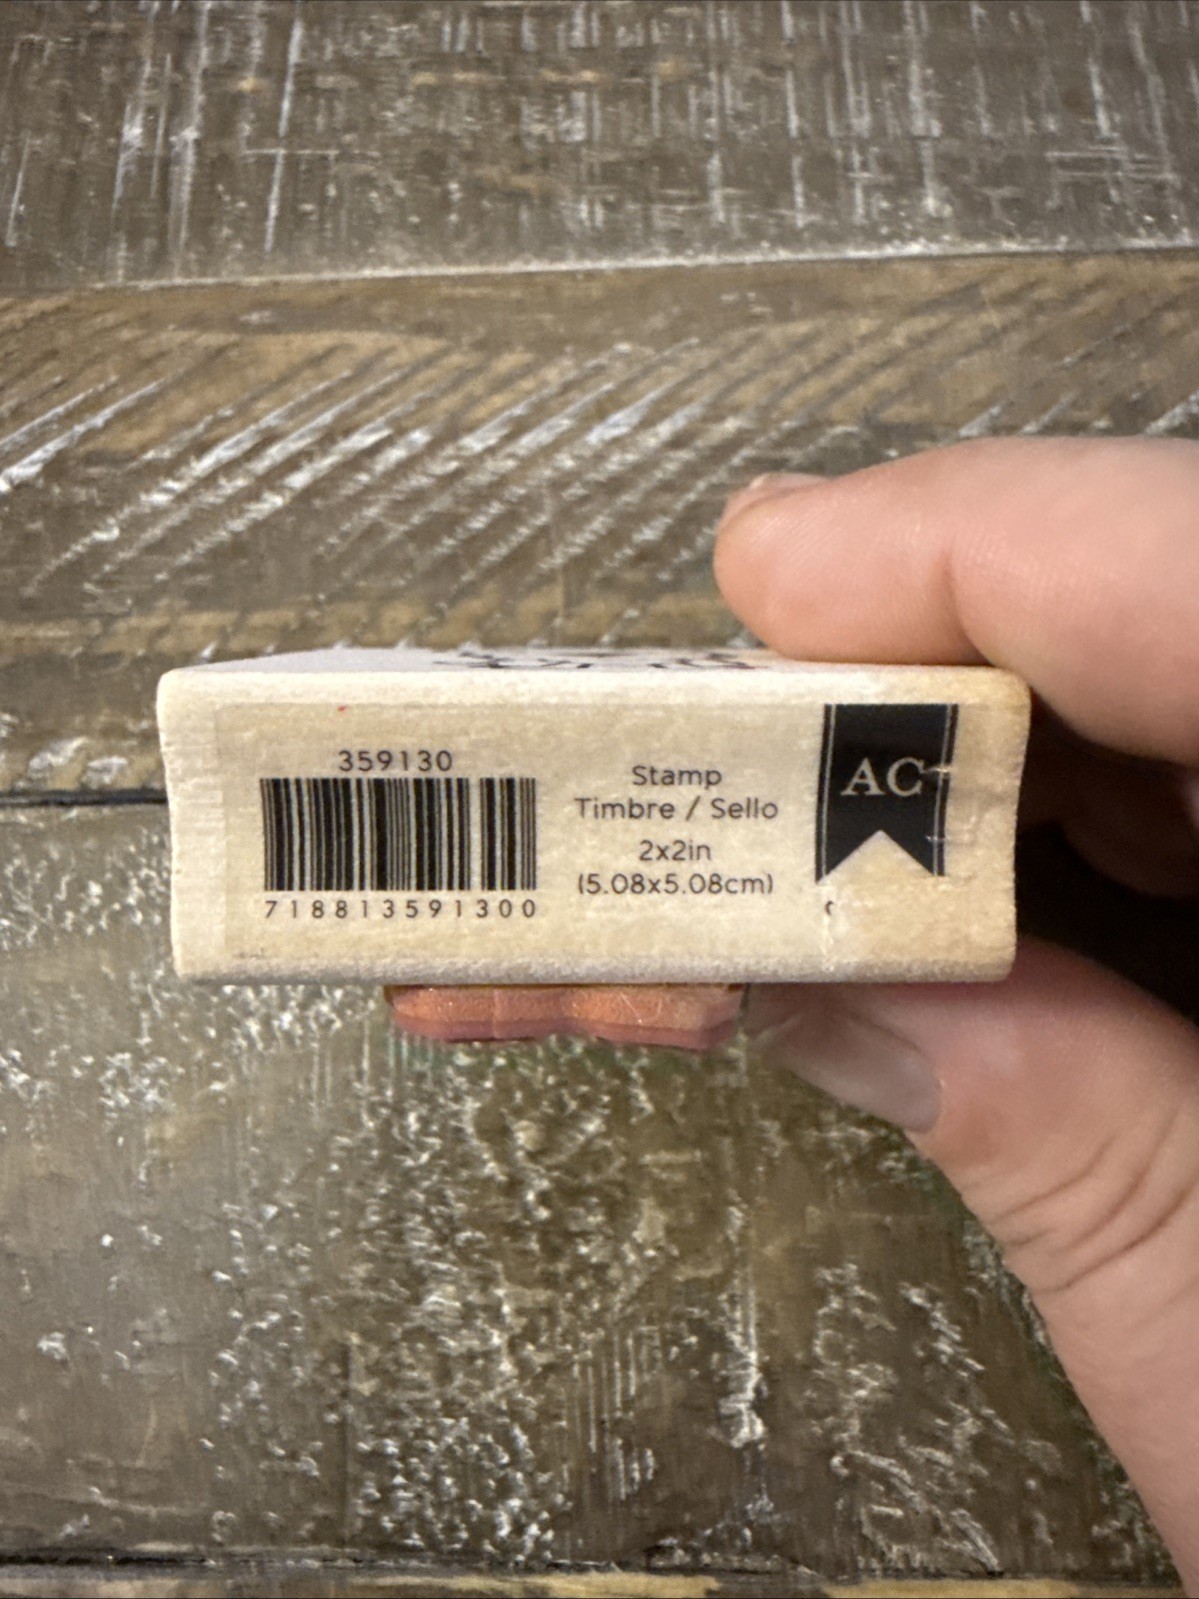 359130
718813591300
Stamp
Timbre / Sello
2x2in
(5.08x5.08cm)
AC